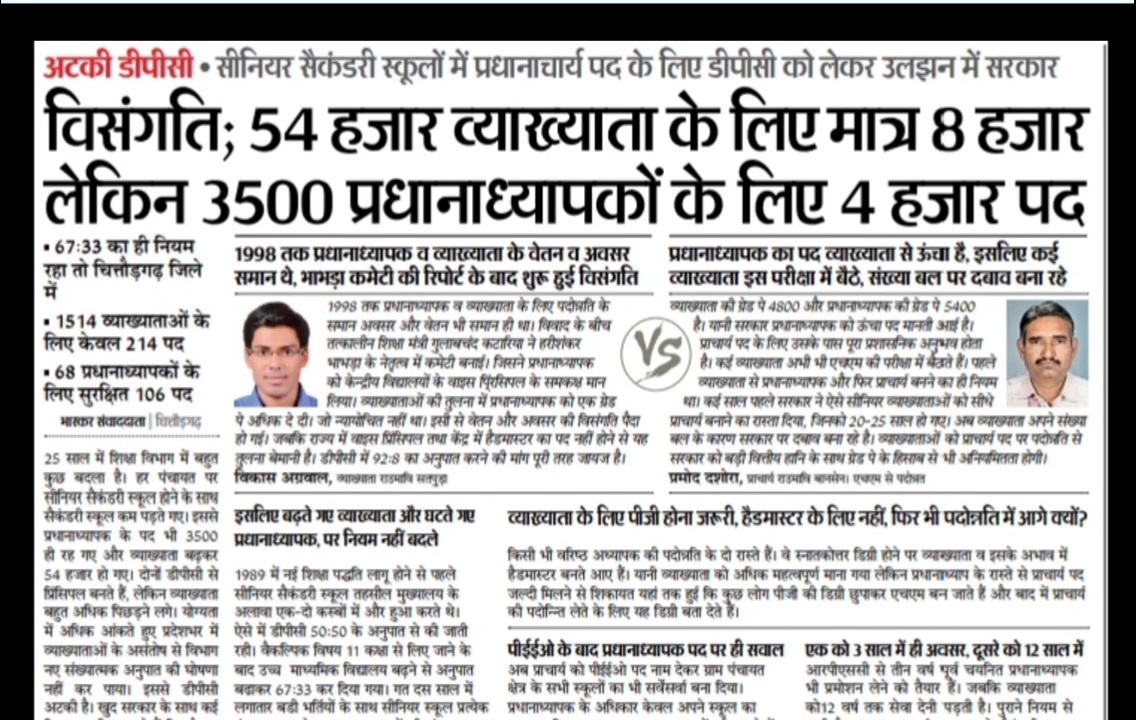 अटकी डीपीसी • सीनियर सैकंडरी स्कूलों में प्रधानाचार्य पद के लिए डीपीसी को लेकर उलझन में सरकार
विसंगति; 54 हजार व्याख्याता के लिए मात्र 8 हजार
लेकिन 3500 प्रधानाध्यापकों के लिए 4 हजार पद
▪ 67:33 का ही नियम
रहा तो चित्तौड़गढ़ जिले
में
▪ 1514 व्याख्याताओं के
लिए केवल 214 पद
▪ 68 प्रधानाध्यापकों के
लिए सुरक्षित 106 पद
भास्कर संवाददाता | चित्तौड़गढ़
25 साल में शिक्षा विभाग में बहुत
कुछ बदला है। हर पंचायत पर
सीनियर सैकंडरी स्कूल होने के साथ
सैकंडरी स्कूल कम पड़ते गए। इससे
प्रधानाध्यापक के पद भी 3500
ही रह गए और व्याख्याता बढ़कर
54 हजार हो गए। दोनों डीपीसी से
प्रिंसिपल बनते हैं, लेकिन व्याख्याता
बहुत अधिक पिछड़ने लगे। योग्यता
में अधिक आंकते हुए प्रदेशभर में
व्याख्याताओं के असंतोष से विभाग
नए संख्यात्मक अनुपात की घोषणा
नहीं कर पाया। इससे डीपीसी
अटकी है। खुद सरकार के साथ कई
1998 तक प्रधानाध्यापक व व्याख्याता के वेतन व अवसर
समान थे, भाभड़ा कमेटी की रिपोर्ट के बाद शुरू हुई विसंगति
1998 तक प्रधानाध्यापक व व्याख्याता के लिए पदोन्नति के
समान अवसर और वेतन भी समान ही था। विवाद के बीच
तत्कालीन शिक्षा मंत्री गुलाबचंद कटारिया ने हरीशंकर
भाभड़ा के नेतृत्व में कमेटी बनाई। जिसने प्रधानाध्यापक
को केन्द्रीय विद्यालयों के वाइस प्रिंसिपल के समकक्ष मान
लिया। व्याख्याताओं की तुलना में प्रधानाध्यापक को एक ग्रेड
पे अधिक दे दी। जो न्यायोचित नहीं था। इसी से वेतन और अवसर की विसंगति पैदा
हो गई। जबकि राज्य में वाइस प्रिंसिपल तथा केंद्र में हैडमास्टर का पद नहीं होने से यह
तुलना बेमानी है। डीपीसी में 92:8 का अनुपात करने की मांग पूरी तरह जायज है।
विकास अग्रवाल, व्याख्याता राउमावि सतपुड़ा
VS
प्रधानाध्यापक का पद व्याख्याता से ऊंचा है, इसलिए कई
व्याख्याता इस परीक्षा में बैठे, संख्या बल पर दबाव बना रहे
व्याख्याता की ग्रेड पे 4800 और प्रधानाध्यापक की ग्रेड पे 5400
है। यानी सरकार प्रधानाध्यापक को ऊंचा पद मानती आई है।
प्राचार्य पद के लिए उसके पास पूरा प्रशासनिक अनुभव होता
है। कई व्याख्याता अभी भी एचएम की परीक्षा में बैठते हैं। पहले
व्याख्याता से प्रधानाध्यापक और फिर प्राचार्य बनने का ही नियम
था। कई साल पहले सरकार ने ऐसे सीनियर व्याख्याताओं को सीधे
प्राचार्य बनाने का रास्ता दिया, जिनको 20-25 साल हो गए। अब व्याख्याता अपने संख्या
बल के कारण सरकार पर दबाव बना रहे है। व्याख्याताओं को प्राचार्य पद पर पदोन्नति से
सरकार को बड़ी वित्तीय हानि के साथ ग्रेड पे के हिसाब से भी अनियमितता होगी।
प्रमोद दशोरा, प्राचार्य राउमावि बानसेन। एचएम से पदोन्नत
इसलिए बढ़ते गए व्याख्याता और घटते गए
प्रधानाध्यापक, पर नियम नहीं बदले
1989 में नई शिक्षा पद्धति लागू होने से पहले
सीनियर सैकंडरी स्कूल तहसील मुख्यालय के
अलावा एक-दो कस्बों में और हुआ करते थे।
ऐसे में डीपीसी 50:50 के अनुपात से की जाती
रही। वैकल्पिक विषय 11 कक्षा से लिए जाने के
बाद उच्च माध्यमिक विद्यालय बढ़ने से अनुपात
बढाकर 67:33 कर दिया गया। गत दस साल में
लगातार बडी भर्तियों के साथ सीनियर स्कूल प्रत्येक
व्याख्याता के लिए पीजी होना जरूरी, हैडमास्टर के लिए नहीं, फिर भी पदोन्नति में आगे क्यों?
किसी भी वरिष्ठ अध्यापक की पदोन्नति के दो रास्ते हैं। वे स्नातकोत्तर डिग्री होने पर व्याख्याता व इसके अभाव में
हैडमास्टर बनते आए हैं। यानी व्याख्याता को अधिक महत्वपूर्ण माना गया लेकिन प्रधानाध्याप के रास्ते से प्राचार्य पद
जल्दी मिलने से शिकायत यहां तक हुई कि कुछ लोग पीजी की डिग्री छुपाकर एचएम बन जाते हैं और बाद में प्राचार्य
की पदोन्नि लेते के लिए यह डिग्री बता देते हैं।
पीईईओ के बाद प्रधानाध्यापक पद पर ही सवाल
अब प्राचार्य को पीईईओ पद नाम देकर ग्राम पंचायत
क्षेत्र के सभी स्कूलों का भी सर्वेसर्वा बना दिया।
प्रधानाध्यापक के अधिकार केवल अपने स्कूल का
एक को 3 साल में ही अवसर, दूसरे को 12 साल में
आरपीएससी से तीन वर्ष पूर्व चयनित प्रधानाध्यापक
भी प्रमोशन लेने को तैयार हैं। जबकि व्याख्याता
को12 वर्ष तक सेवा देनी पड़ती है। पुराने नियम से